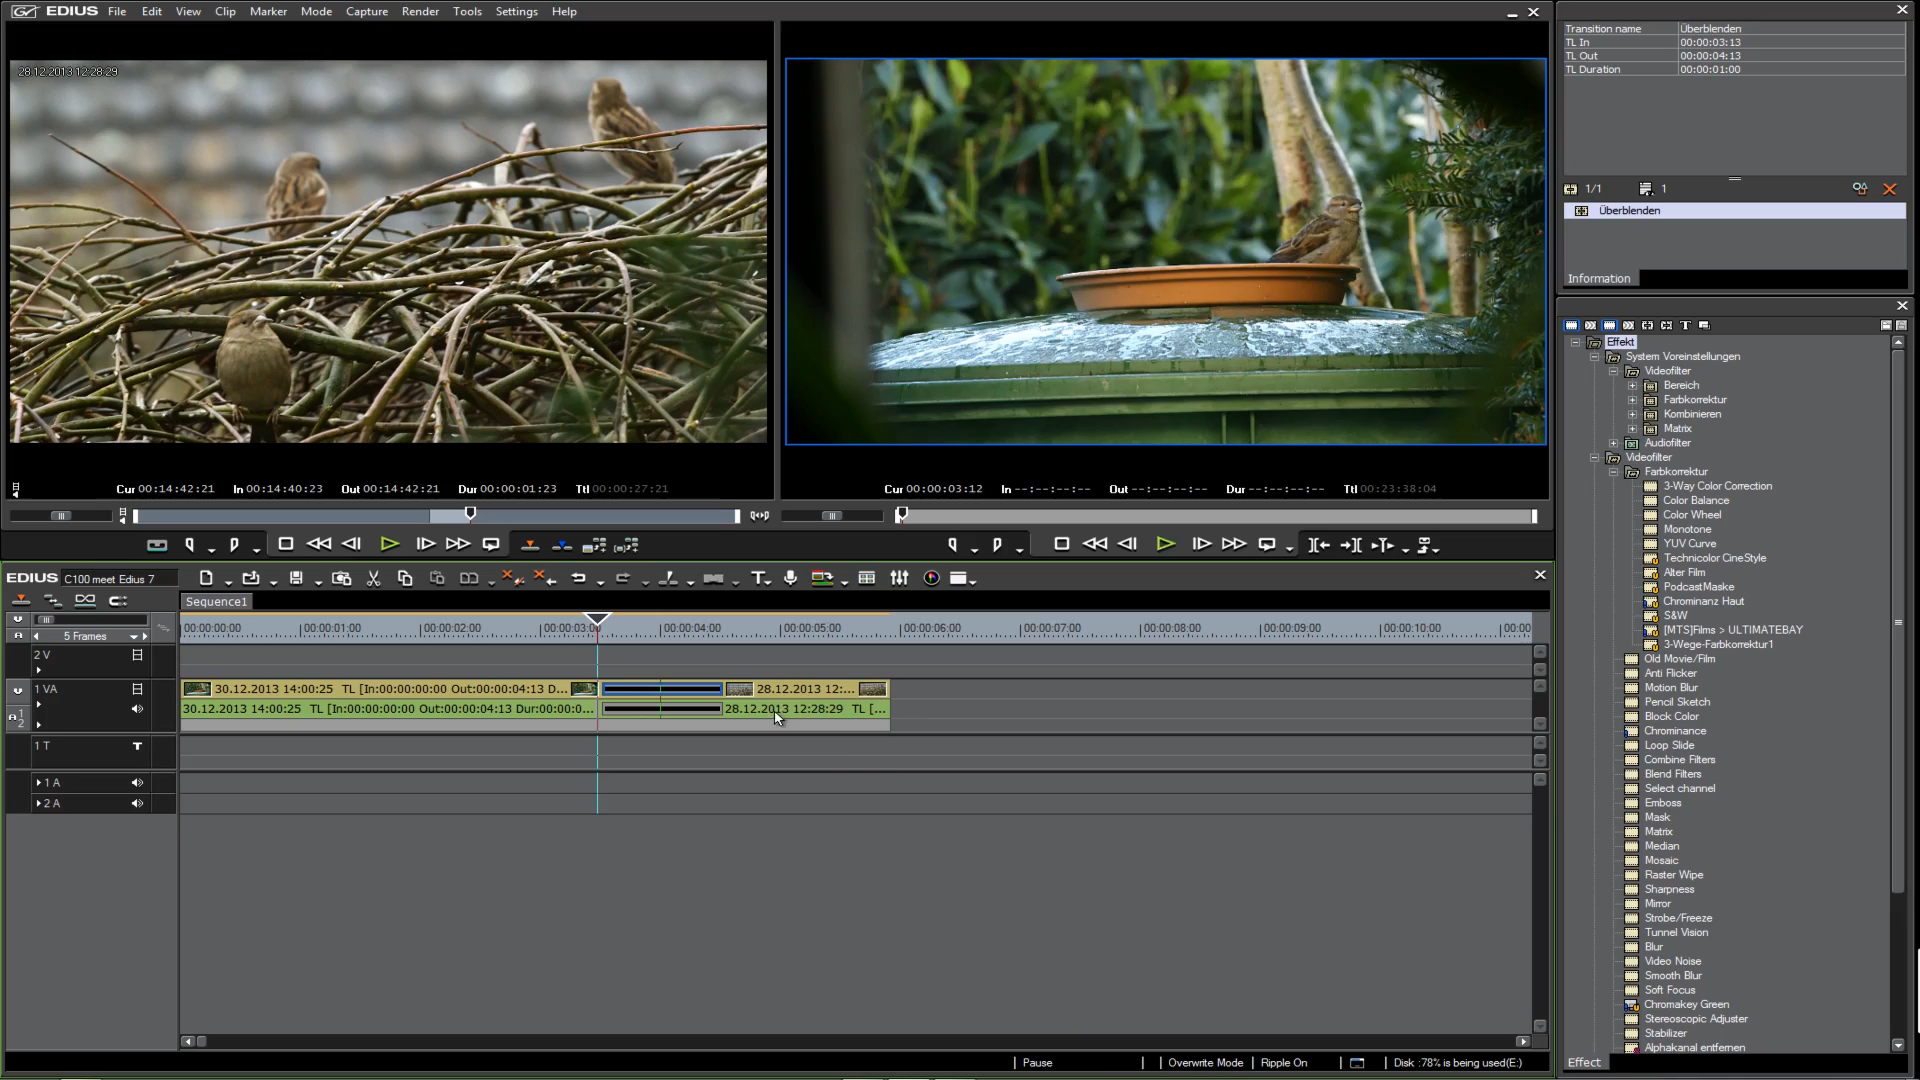 EDIUS File Edit View Clip Marker Mode Capture Render Tools Settings Help
28.12.2013 12:28:29
Cur 00:14:42:21 In 00:14:40:23 Out 00:14:42:21 Dur 00:00:01:23 Ttl 00:00:27:21
Cur 00:00:03:12 In --:--:--:-- Out --:--:--:-- Dur --:--:--:-- Ttl 00:23:38:04
Transition name Überblenden
TL In 00:00:03:13
TL Out 00:00:04:13
TL Duration 00:00:01:00
1/1 1
Überblenden
Information
EDIUS C100 meet Edius 7
Sequence1
5 Frames
00:00:00:00 00:00:01:00 00:00:02:00 00:00:03:00 00:00:04:00 00:00:05:00 00:00:06:00 00:00:07:00 00:00:08:00 00:00:09:00 00:00:10:00 00:00
2 V
1 VA
30.12.2013 14:00:25 TL [In:00:00:00:00 Out:00:00:04:13 D... 28.12.2013 12:...
30.12.2013 14:00:25 TL [In:00:00:00:00 Out:00:00:04:13 Dur:00:00:0... 28.12.2013 12:28:29 TL [...
1 2
1 T T
1 A
2 A
Pause Overwrite Mode Ripple On Disk :78% is being used(E:)
Effekt
System Voreinstellungen
Videofilter
Bereich
Farbkorrektur
Kombinieren
Matrix
Audiofilter
Videofilter
Farbkorrektur
3-Way Color Correction
Color Balance
Color Wheel
Monotone
YUV Curve
Technicolor CineStyle
Alter Film
PodcastMaske
Chrominanz Haut
S&W
[MTS]Films > ULTIMATEBAY
3-Wege-Farbkorrektur1
Old Movie/Film
Anti Flicker
Motion Blur
Pencil Sketch
Block Color
Chrominance
Loop Slide
Combine Filters
Blend Filters
Select channel
Emboss
Mask
Matrix
Median
Mosaic
Raster Wipe
Sharpness
Mirror
Strobe/Freeze
Tunnel Vision
Blur
Video Noise
Smooth Blur
Soft Focus
Chromakey Green
Stereoscopic Adjuster
Stabilizer
Alphakanal entfernen
Effect